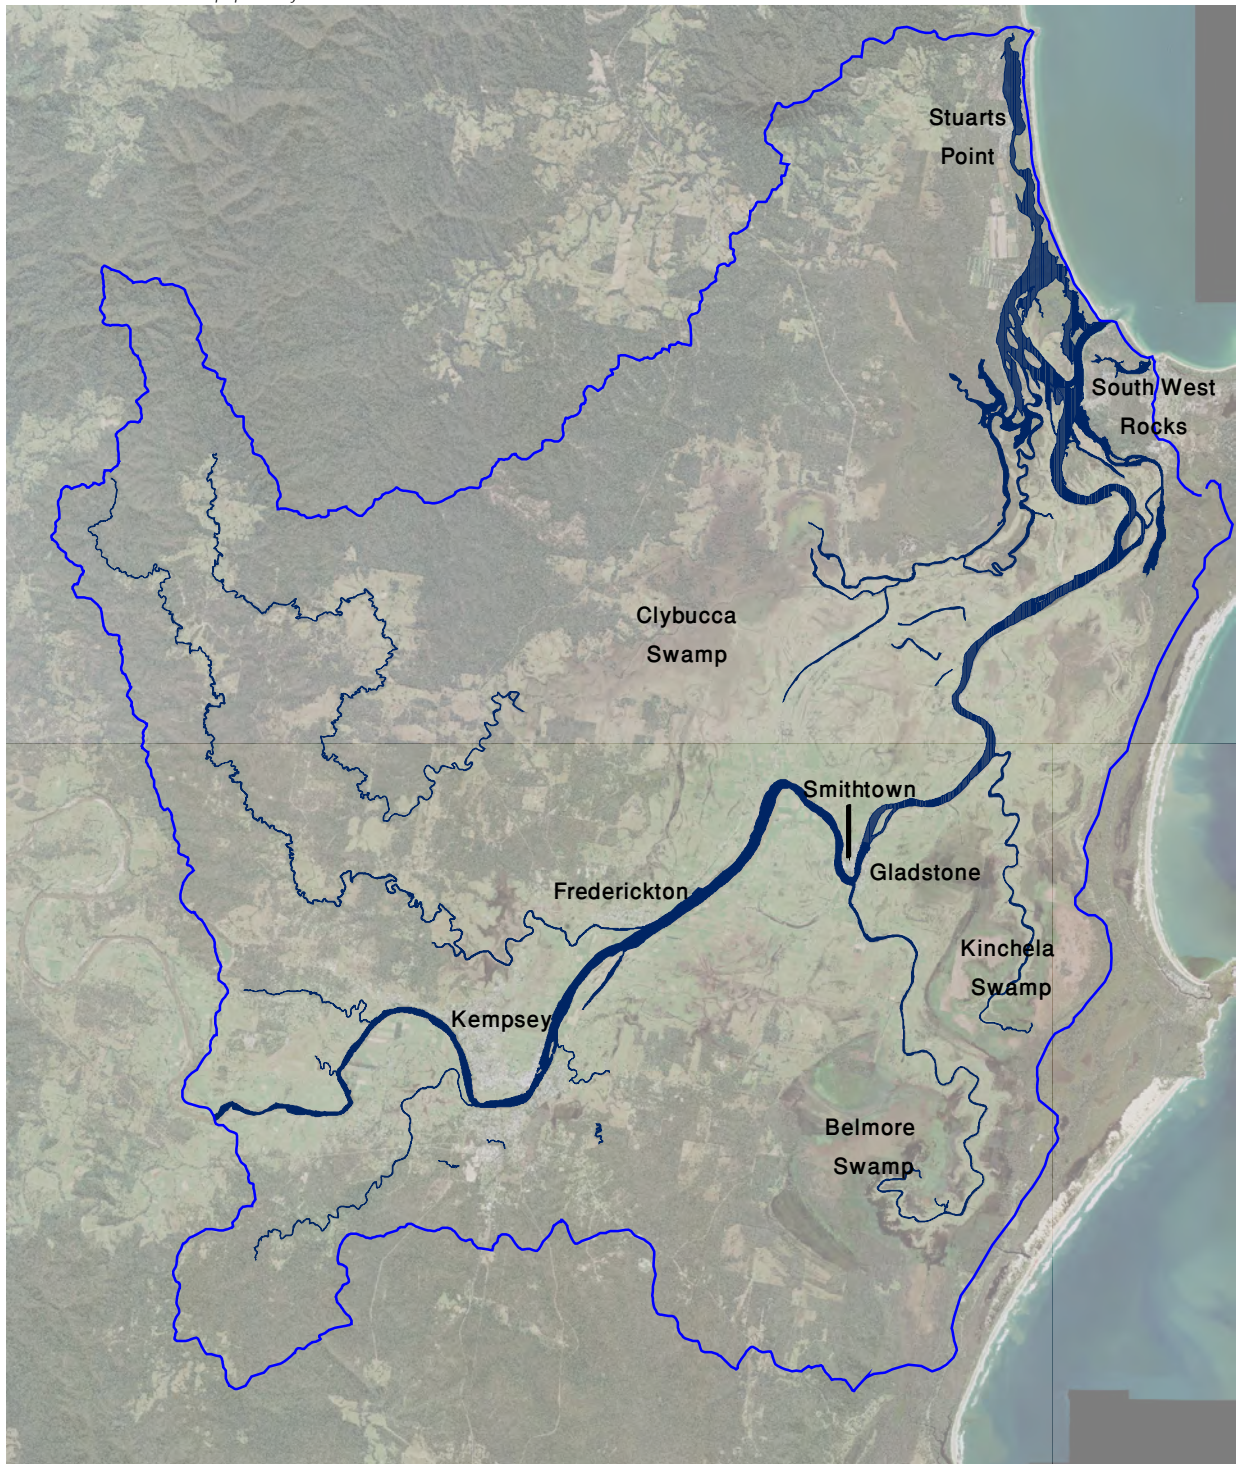 Stuarts
Point
South West
Rocks
Clybucca
Swamp
Smithtown
Gladstone
Frederickton
Kinchela
Swamp
Kempsey
Belmore
Swamp